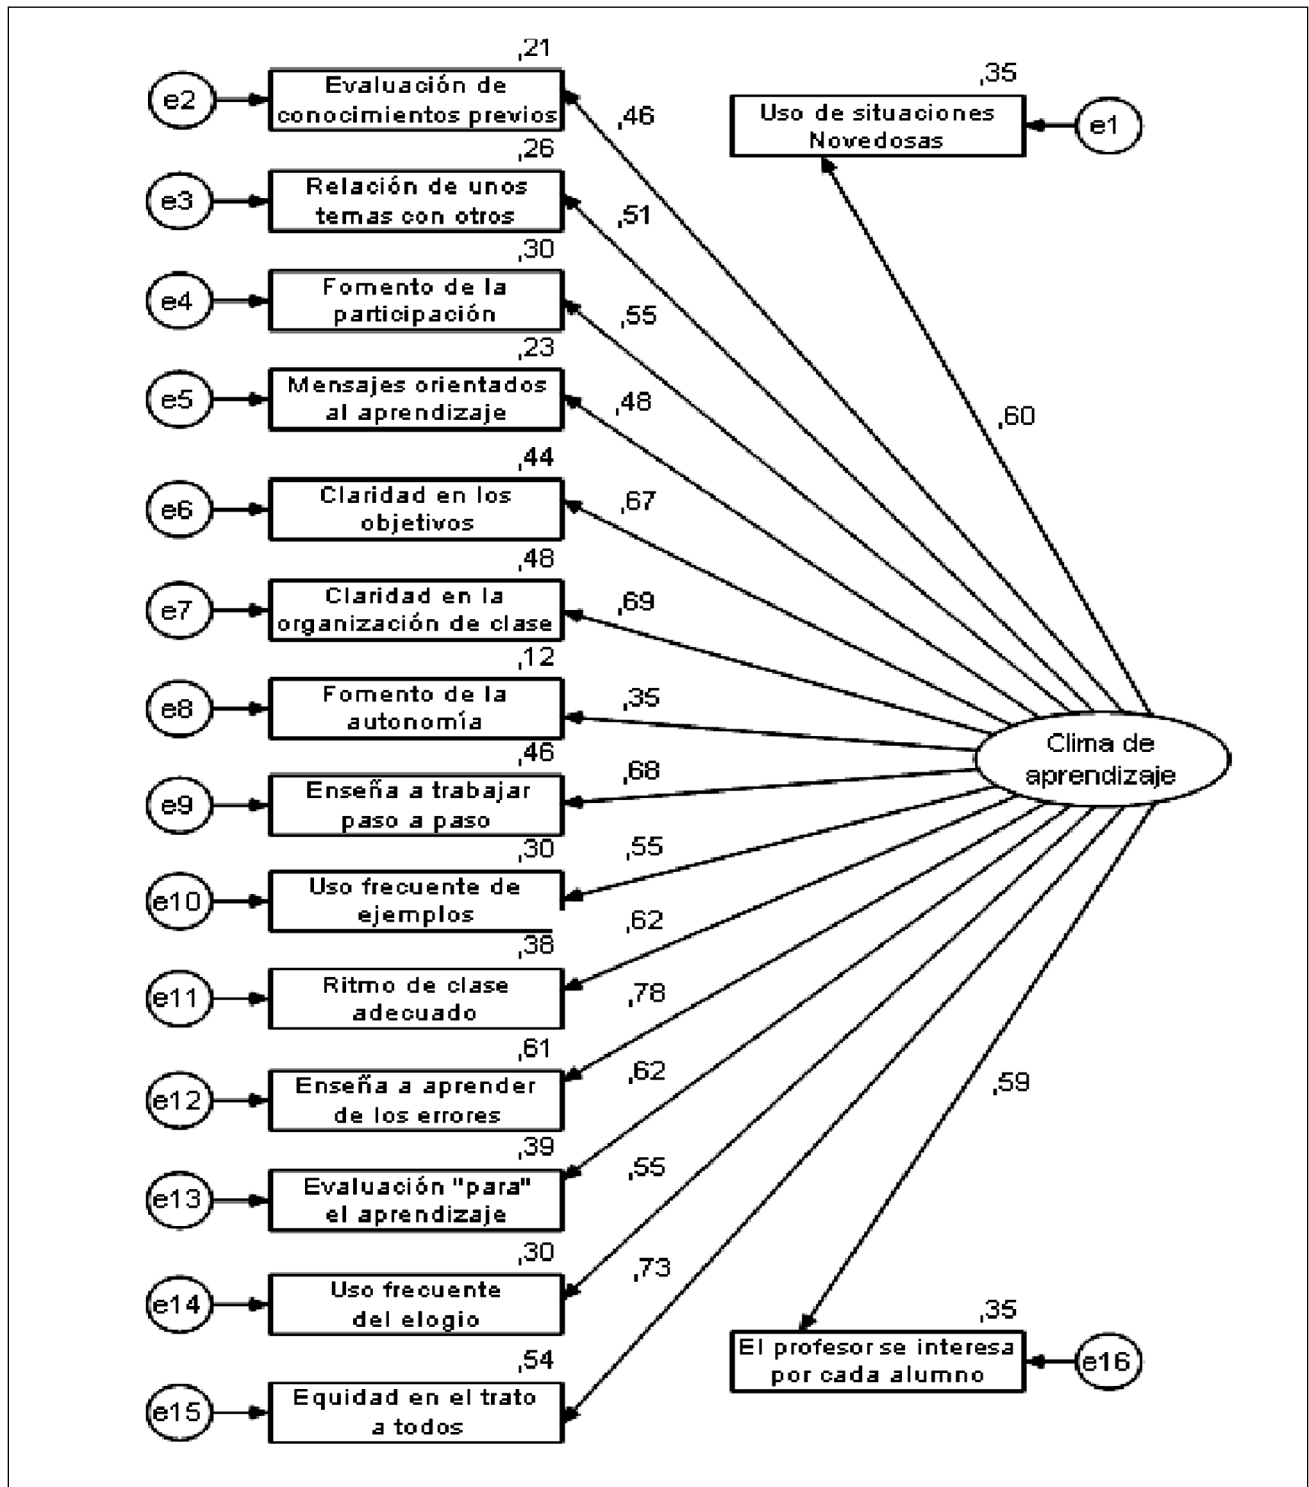 ,21
e2
Evaluación de
conocimientos previos
,46
,35
Uso de situaciones
Novedosas
e1
,26
e3
Relación de unos
temas con otros
,51
,30
e4
Fomento de la
participación
,55
,23
e5
Mensajes orientados
al aprendizaje
,48
,60
,44
e6
Claridad en los
objetivos
,67
,48
e7
Claridad en la
organización de clase
,69
,12
e8
Fomento de la
autonomía
,35
Clima de
aprendizaje
,46
e9
Enseña a trabajar
paso a paso
,68
,30
e10
Uso frecuente de
ejemplos
,55
,38
e11
Ritmo de clase
adecuado
,62
,61
e12
Enseña a aprender
de los errores
,78
,39
e13
Evaluación "para"
el aprendizaje
,62
,59
,30
e14
Uso frecuente
del elogio
,55
,54
e15
Equidad en el trato
a todos
,73
,35
El profesor se interesa
por cada alumno
e16